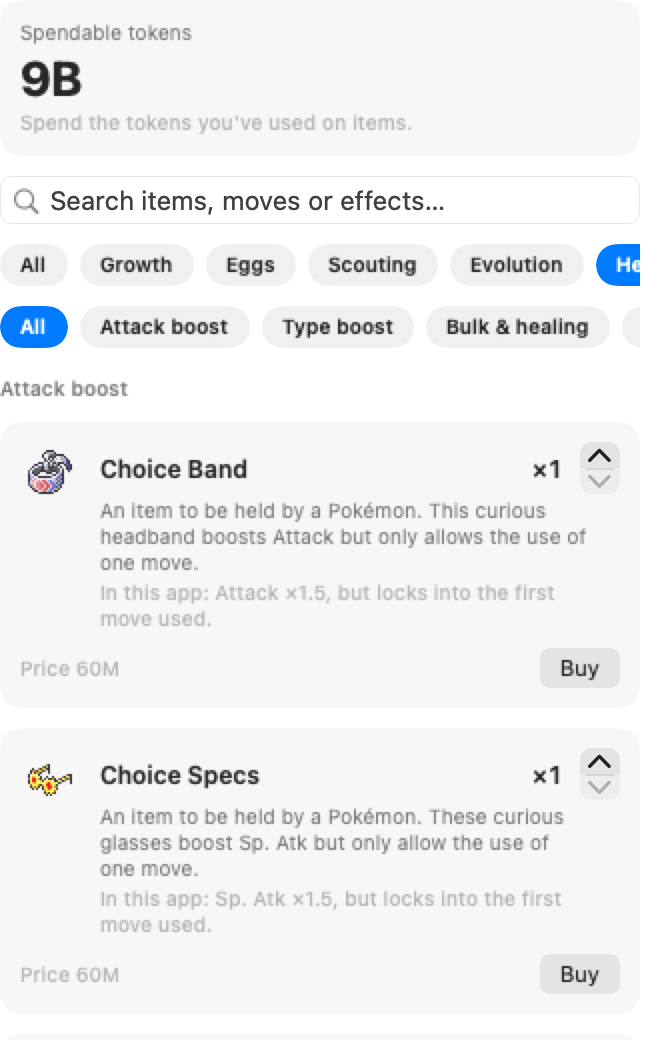 Spendable tokens
9B
Spend the tokens you've used on items.
Search items, moves or effects...
All
Growth
Eggs
Scouting
Evolution
He
All
Attack boost
Type boost
Bulk & healing
Attack boost
Choice Band
×1
An item to be held by a Pokémon. This curious
headband boosts Attack but only allows the use of
one move.
In this app: Attack ×1.5, but locks into the first
move used.
Price 60M
Buy
Choice Specs
×1
An item to be held by a Pokémon. These curious
glasses boost Sp. Atk but only allow the use of
one move.
In this app: Sp. Atk ×1.5, but locks into the first
move used.
Price 60M
Buy